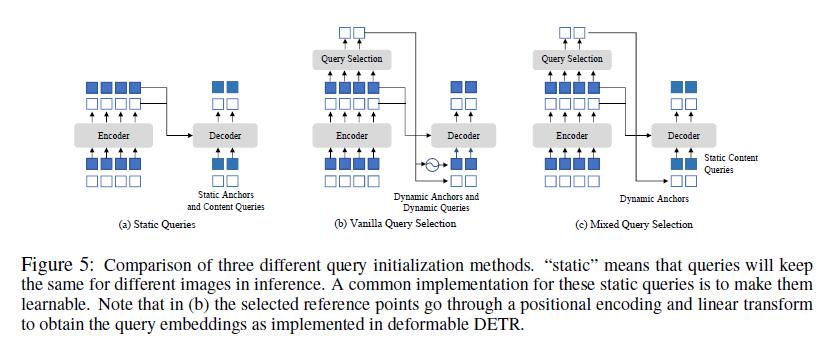 Query Selection
Encoder
Decoder
Static Anchors
and Content Queries
(a) Static Queries
Query Selection
Encoder
Decoder
Dynamic Anchors and
Dynamic Queries
(b) Vanilla Query Selection
Query Selection
Encoder
Decoder
Static Content
Queries
Dynamic Anchors
(c) Mixed Query Selection
Figure 5: Comparison of three different query initialization methods. “static” means that queries will keep
the same for different images in inference. A common implementation for these static queries is to make them
learnable. Note that in (b) the selected reference points go through a positional encoding and linear transform
to obtain the query embeddings as implemented in deformable DETR.